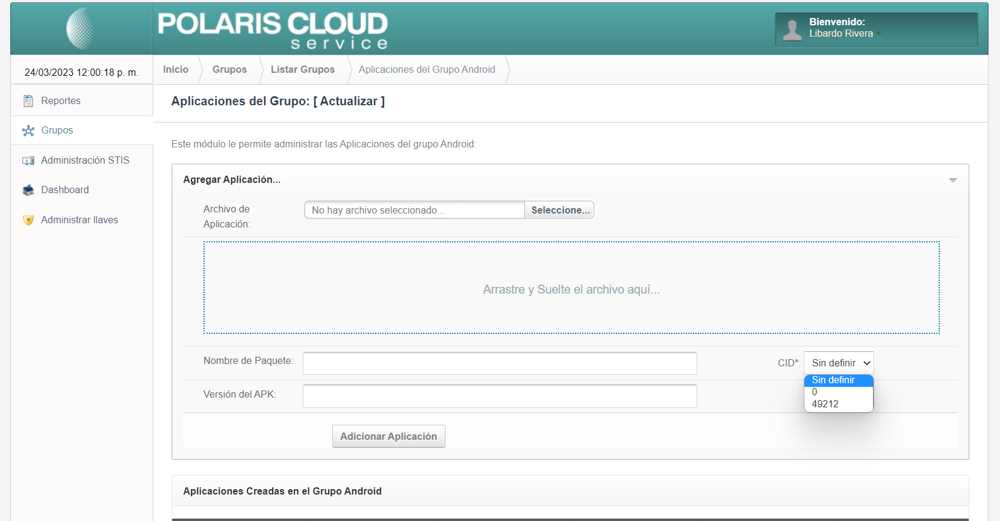 POLARIS CLOUD
service
Bienvenido:
Libardo Rivera
24/03/2023 12:00:18 p. m.
Inicio
Grupos
Listar Grupos
Aplicaciones del Grupo Android
Reportes
Grupos
Administración STIS
Dashboard
Administrar llaves
Aplicaciones del Grupo: [ Actualizar ]
Este módulo le permite administrar las Aplicaciones del grupo Android:
Agregar Aplicación...
Archivo de
Aplicación:
No hay archivo seleccionado...
Seleccione...
Arrastre y Suelte el archivo aquí...
Nombre de Paquete:
CID*:
Sin definir
Sin definir
0
49212
Versión del APK:
Adicionar Aplicación
Aplicaciones Creadas en el Grupo Android